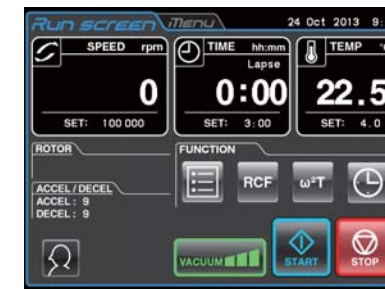 Run screen Menu 24 Oct 2013 9:
SPEED rpm
0
SET: 100 000
TIME hh:mm
Lapse
0:00
SET: 3:00
TEMP °
22.5
SET: 4.0
ROTOR
ACCEL/DECEL
ACCEL: 9
DECEL: 9
FUNCTION
RCF
ω²T
VACUUM
START
STOP